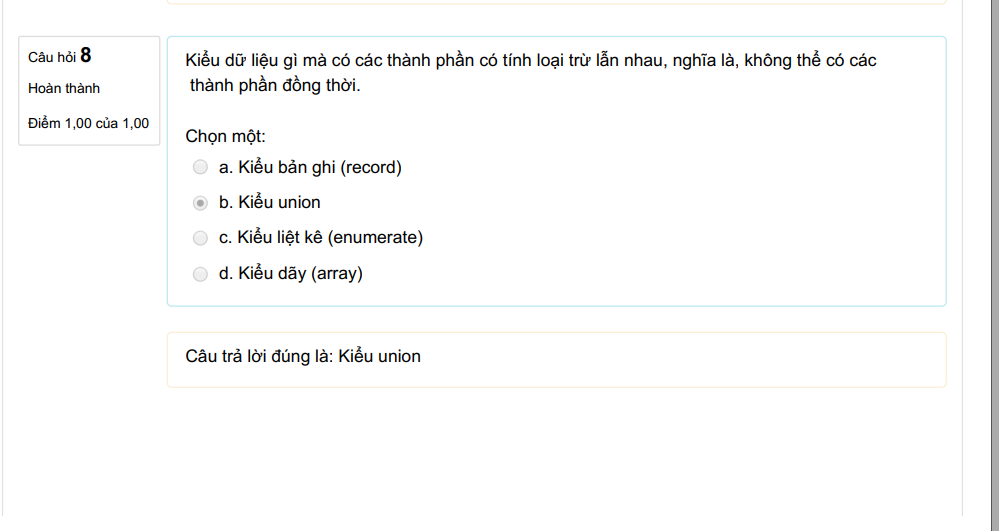 Câu hỏi 8
Hoàn thành
Điểm 1,00 của 1,00
Kiểu dữ liệu gì mà có các thành phần có tính loại trừ lẫn nhau, nghĩa là, không thể có các
thành phần đồng thời.
Chọn một:
a. Kiểu bản ghi (record)
b. Kiểu union
c. Kiểu liệt kê (enumerate)
d. Kiểu dãy (array)
Câu trả lời đúng là: Kiểu union